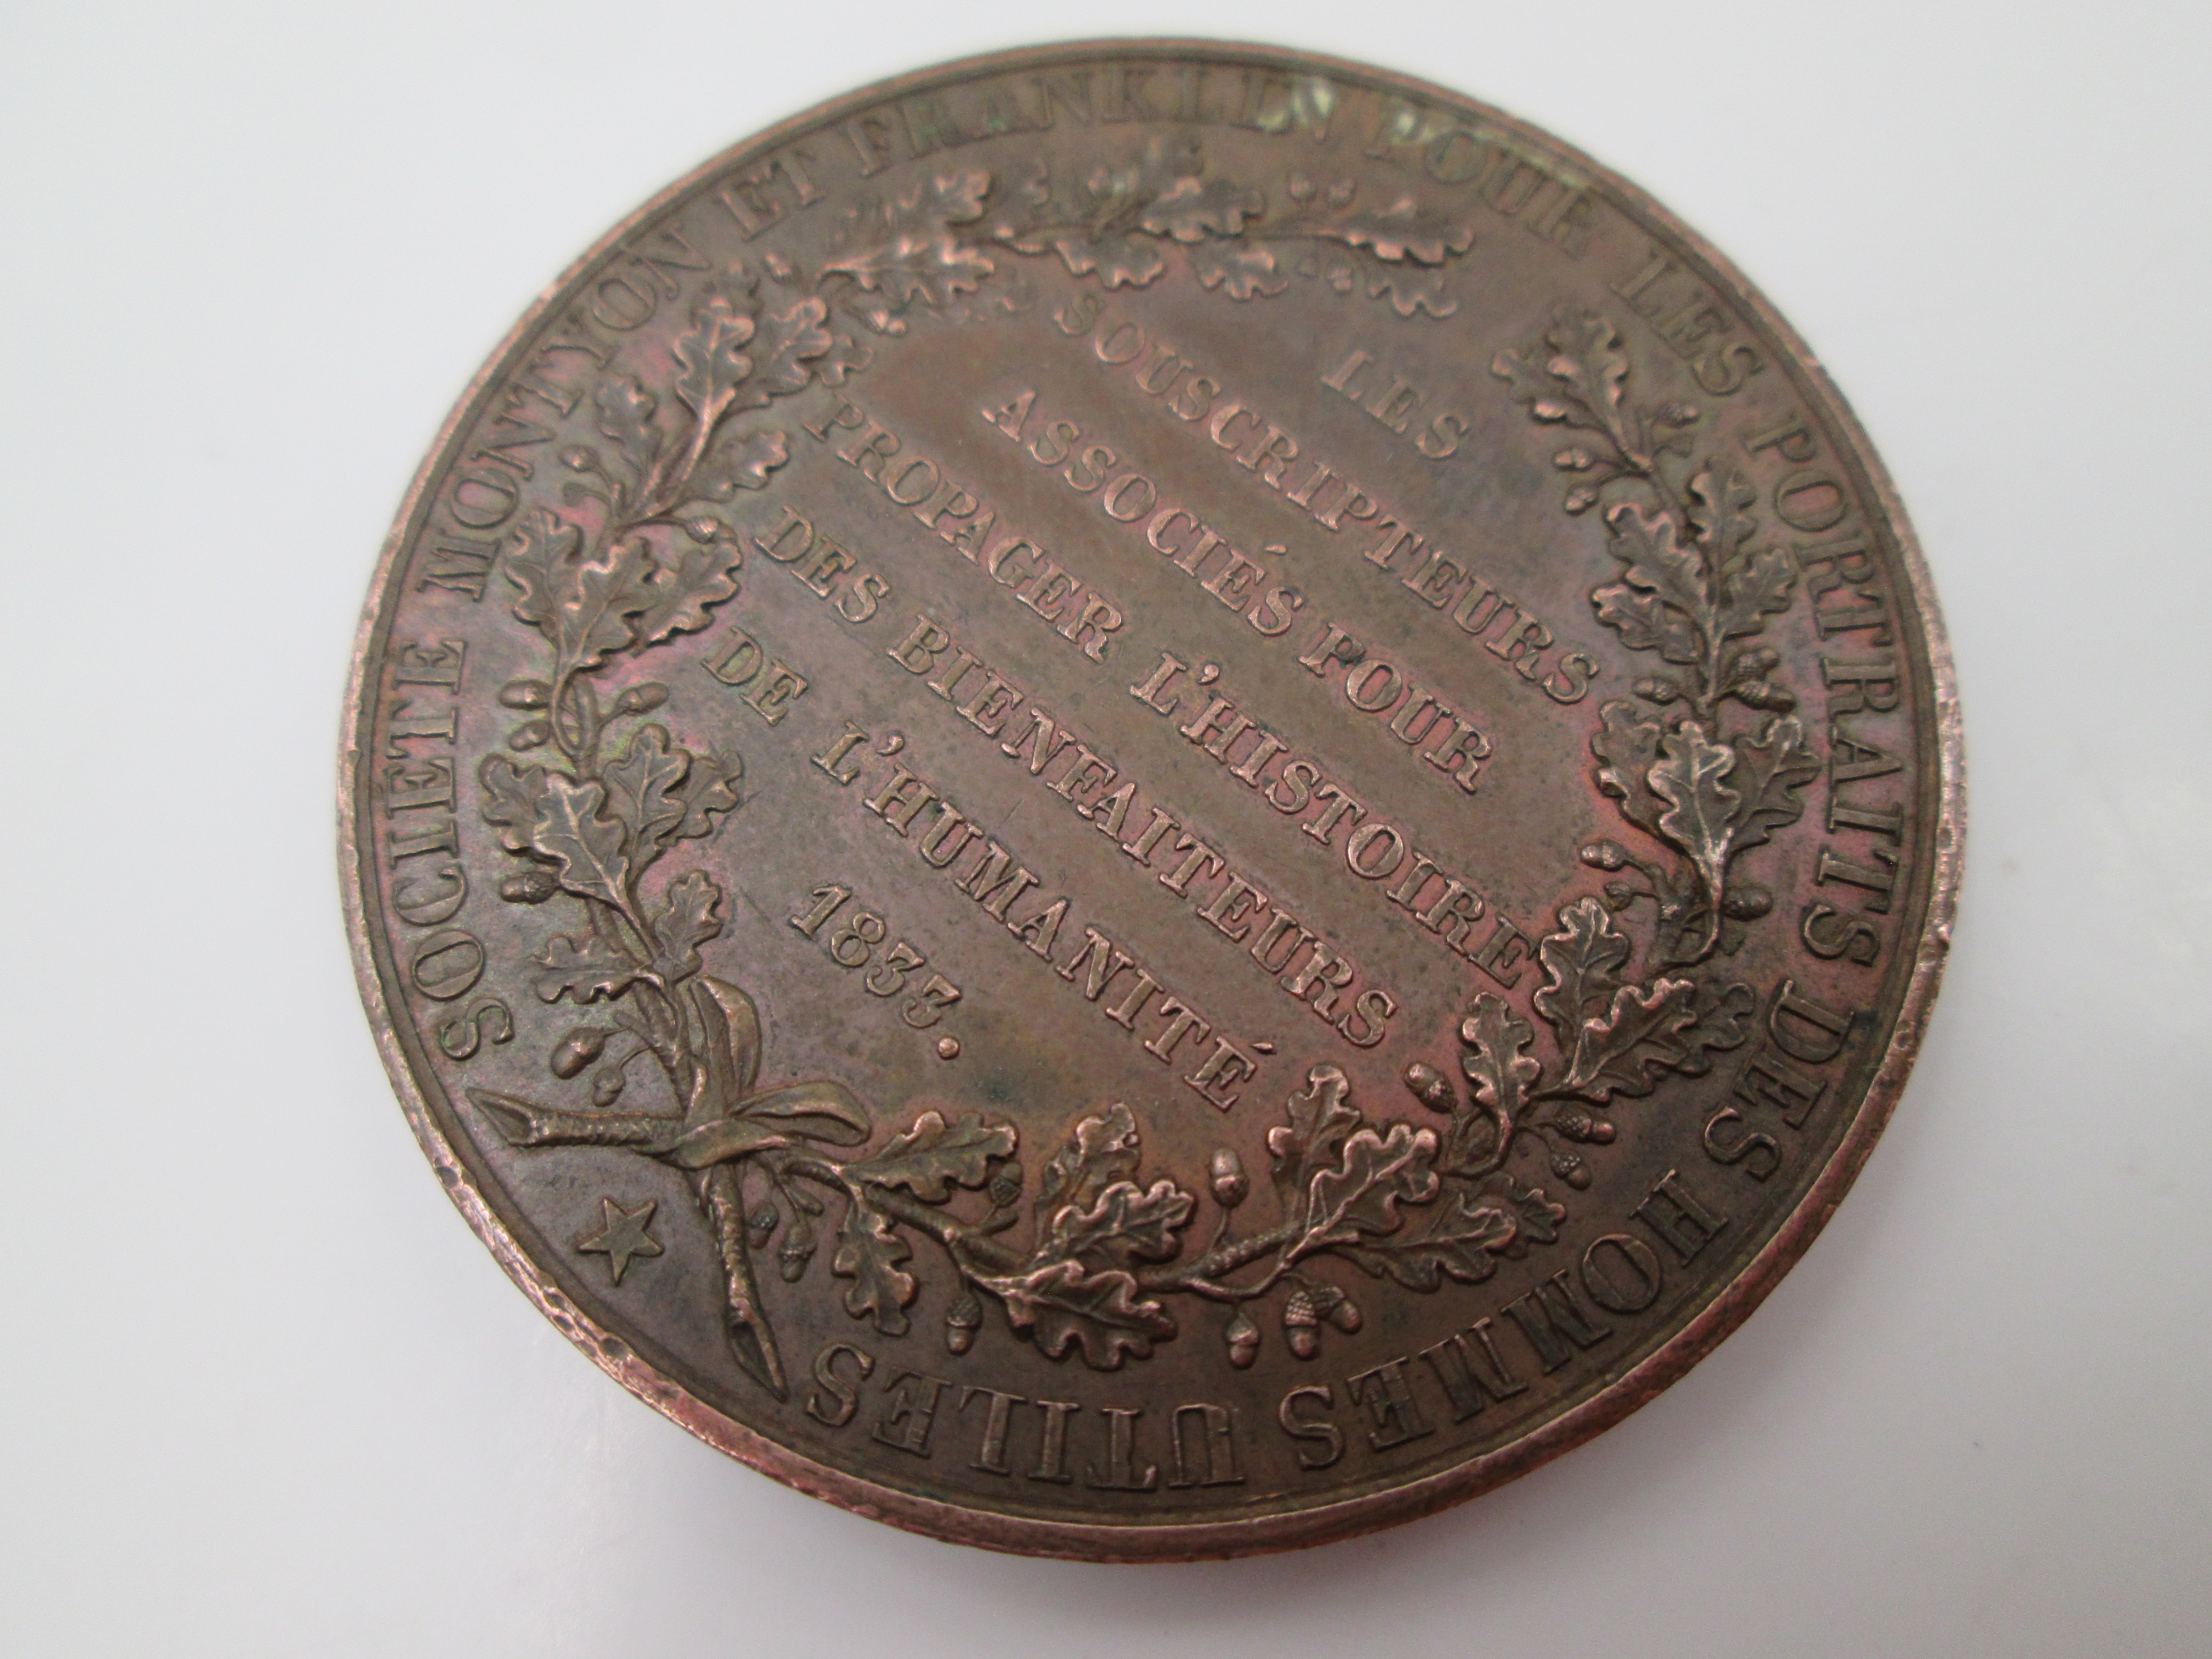 SOCIETE MONTYON ET FRANKLIN POUR LES PORTRAITS DES HOMMES UTILES
LES
SOUSCRIPTEURS
ASSOCIÉS POUR
PROPAGER L'HISTOIRE
DES BIENFAITEURS
DE L'HUMANITÉ
1833.